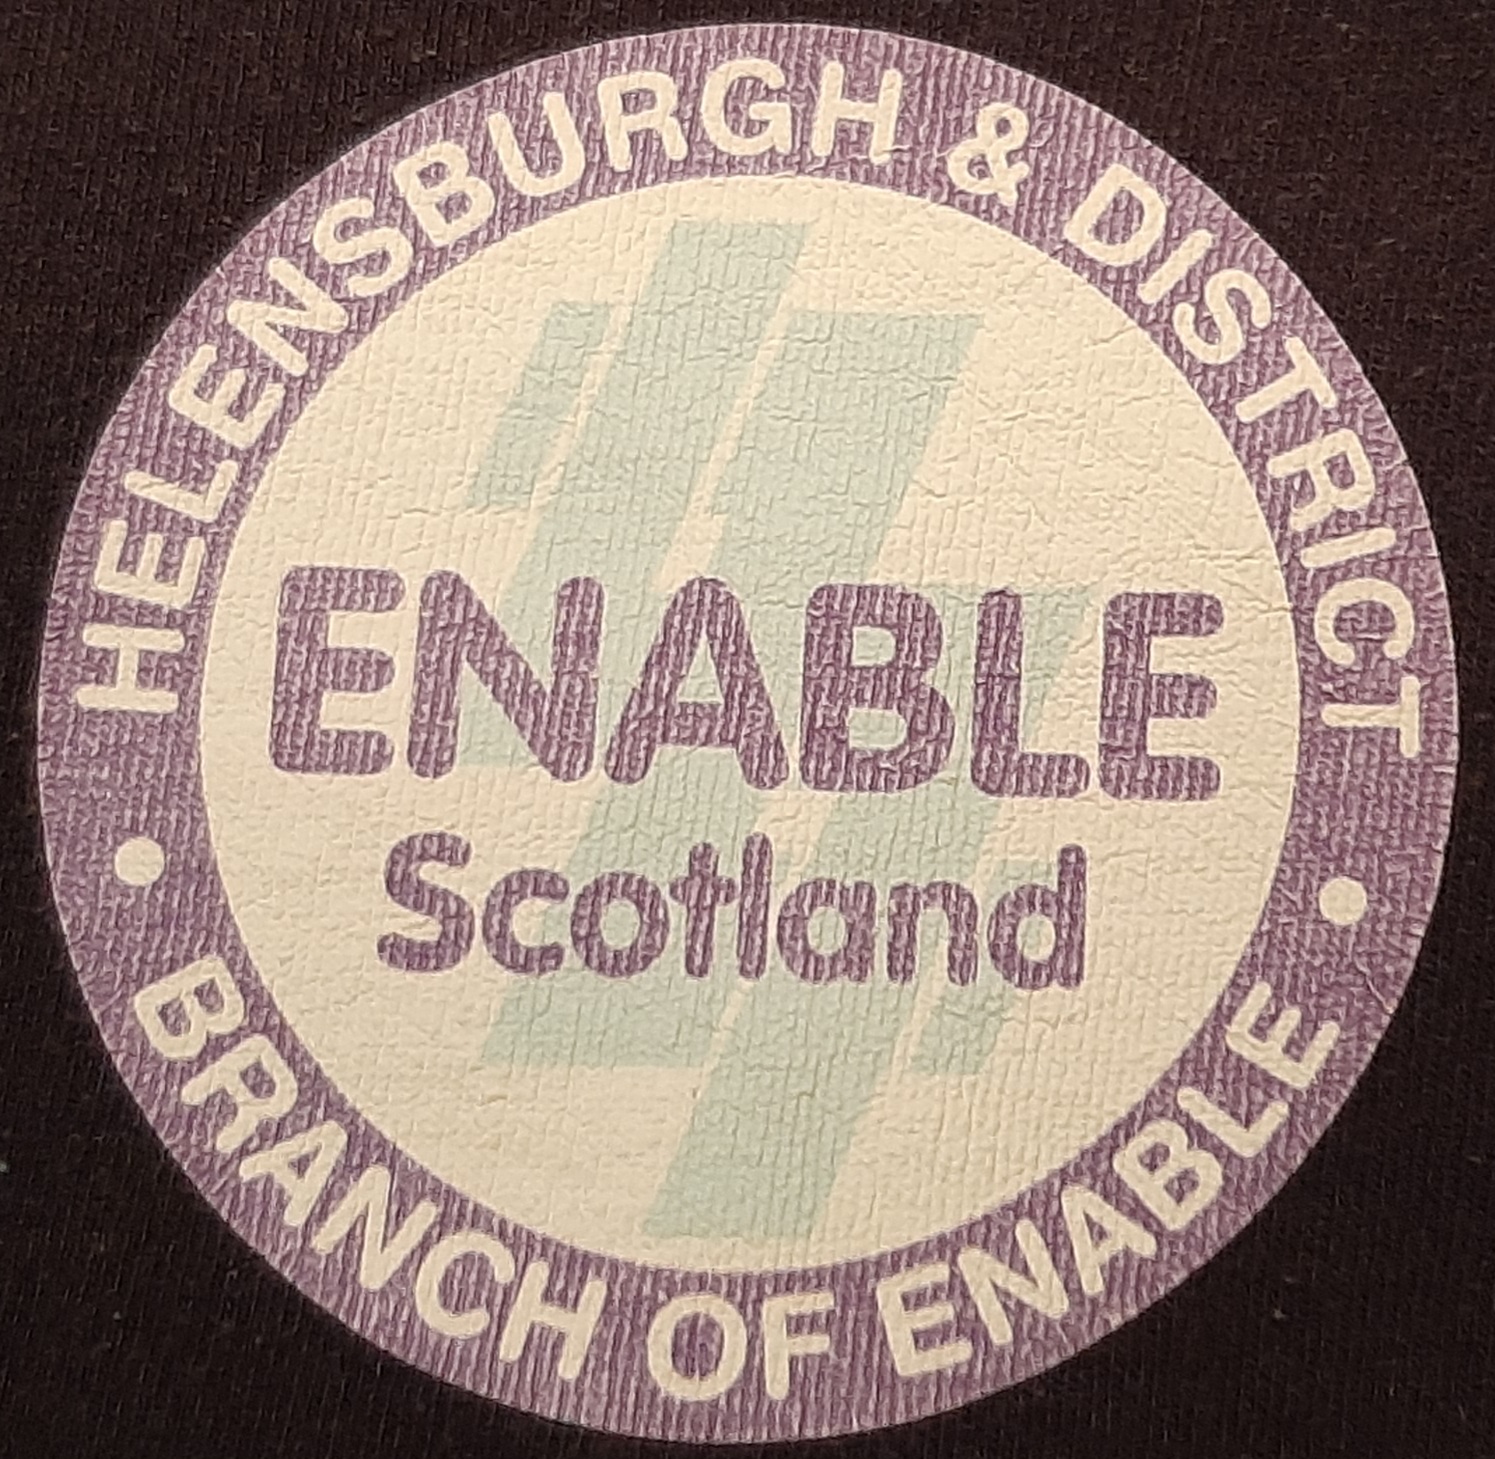 HELENSBURGH & DISTRICT
ENABLE
Scotland
BRANCH OF ENABLE